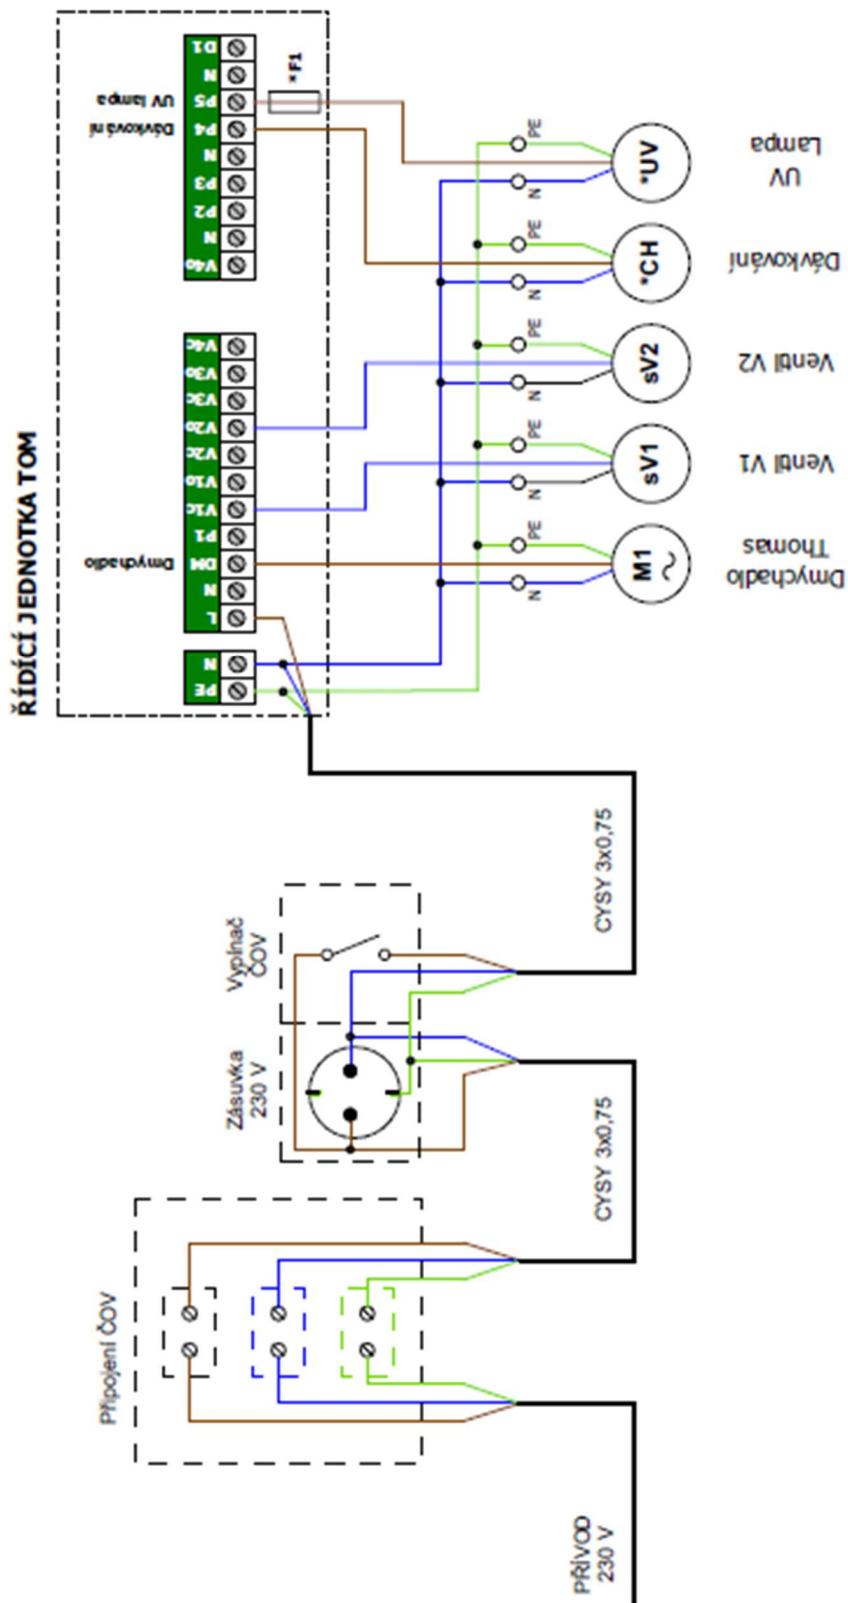 ŘÍDÍCÍ JEDNOTKA TOM
D1
N
P5
UV lampa
P4
Dávkování
N
P3
P2
N
V4o
*F1
V4c
V3o
V3c
V2o
V2c
V1o
V1c
P1
DM
Dmychadlo
N
L
N
PE
PE
N
*UV
UV
Lampa
PE
N
*CH
Dávkování
PE
N
sV2
Ventil V2
PE
N
sV1
Ventil V1
PE
N
M1
~
Dmychadlo
Thomas
CYSY 3x0,75
Vypínač
ČOV
Zásuvka
230 V
CYSY 3x0,75
Připojení ČOV
PŘÍVOD
230 V